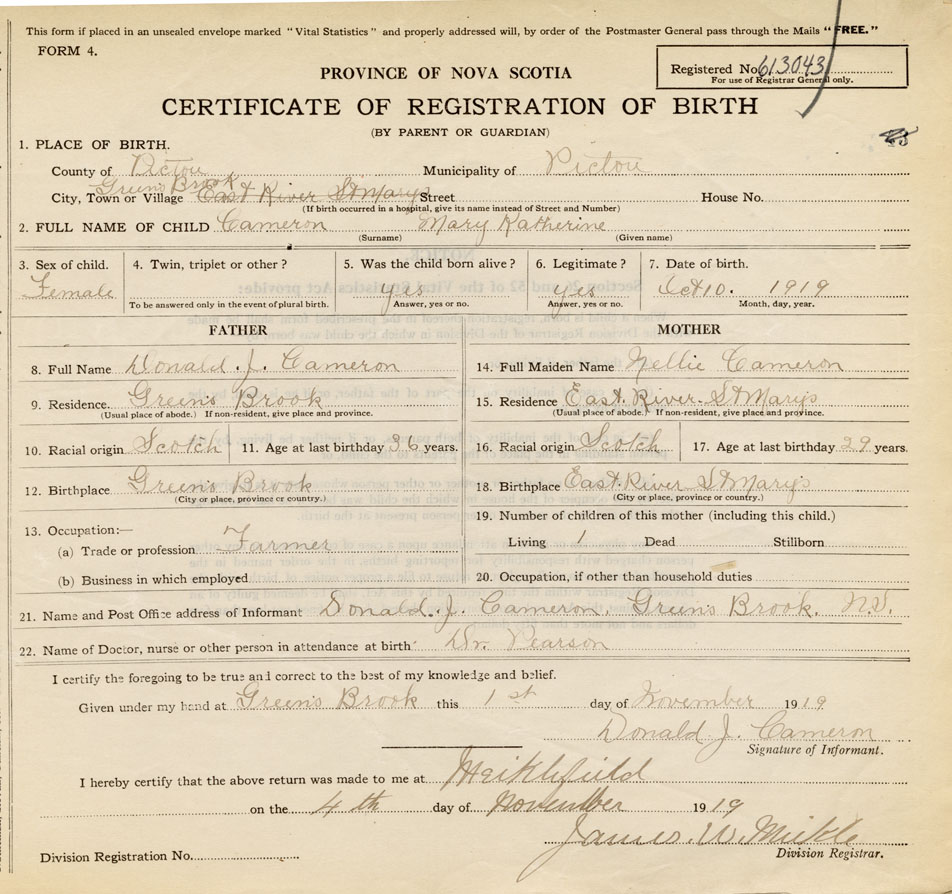 This form if placed in an unsealed envelope marked "Vital Statistics" and properly addressed will, by order of the Postmaster General pass through the Mails "FREE."
FORM 4.
Registered No. 613043
For use of Registrar General only.
PROVINCE OF NOVA SCOTIA
CERTIFICATE OF REGISTRATION OF BIRTH
(BY PARENT OR GUARDIAN)
1. PLACE OF BIRTH.
County of Pictou Municipality of Pictou
Green's Brook
City, Town or Village East River St Mary's Street House No.
(If birth occurred in a hospital, give its name instead of Street and Number)
2. FULL NAME OF CHILD Cameron Mary Katherine
(Surname) (Given name)
3. Sex of child. 4. Twin, triplet or other? 5. Was the child born alive? 6. Legitimate? 7. Date of birth.
Female yes yes Oct 10. 1919
To be answered only in the event of plural birth. Answer, yes or no. Answer, yes or no. Month, day, year.
FATHER
8. Full Name Donald. J. Cameron
9. Residence. Green's Brook
(Usual place of abode.) If non-resident, give place and province.
10. Racial origin Scotch 11. Age at last birthday 36 years.
12. Birthplace Green's Brook
(City or place, province or country.)
13. Occupation:—
(a) Trade or profession Farmer
(b) Business in which employed
MOTHER
14. Full Maiden Name Nellie Cameron
15. Residence East River St Mary's
(Usual place of abode.) If non-resident, give place and province.
16. Racial origin Scotch 17. Age at last birthday 29 years.
18. Birthplace East River St Mary's
(City or place, province or country.)
19. Number of children of this mother (including this child.)
Living 1 Dead Stillborn
20. Occupation, if other than household duties
21. Name and Post Office address of Informant Donald. J. Cameron, Green's Brook. N.S.
22. Name of Doctor, nurse or other person in attendance at birth Dr. Pearson
I certify the foregoing to be true and correct to the best of my knowledge and belief.
Given under my hand at Green's Brook this 1st day of November 1919
Donald J. Cameron
Signature of Informant.
I hereby certify that the above return was made to me at Meiklefield
on the 4th day of November 1919
James. W. Mickle
Division Registrar.
Division Registration No.